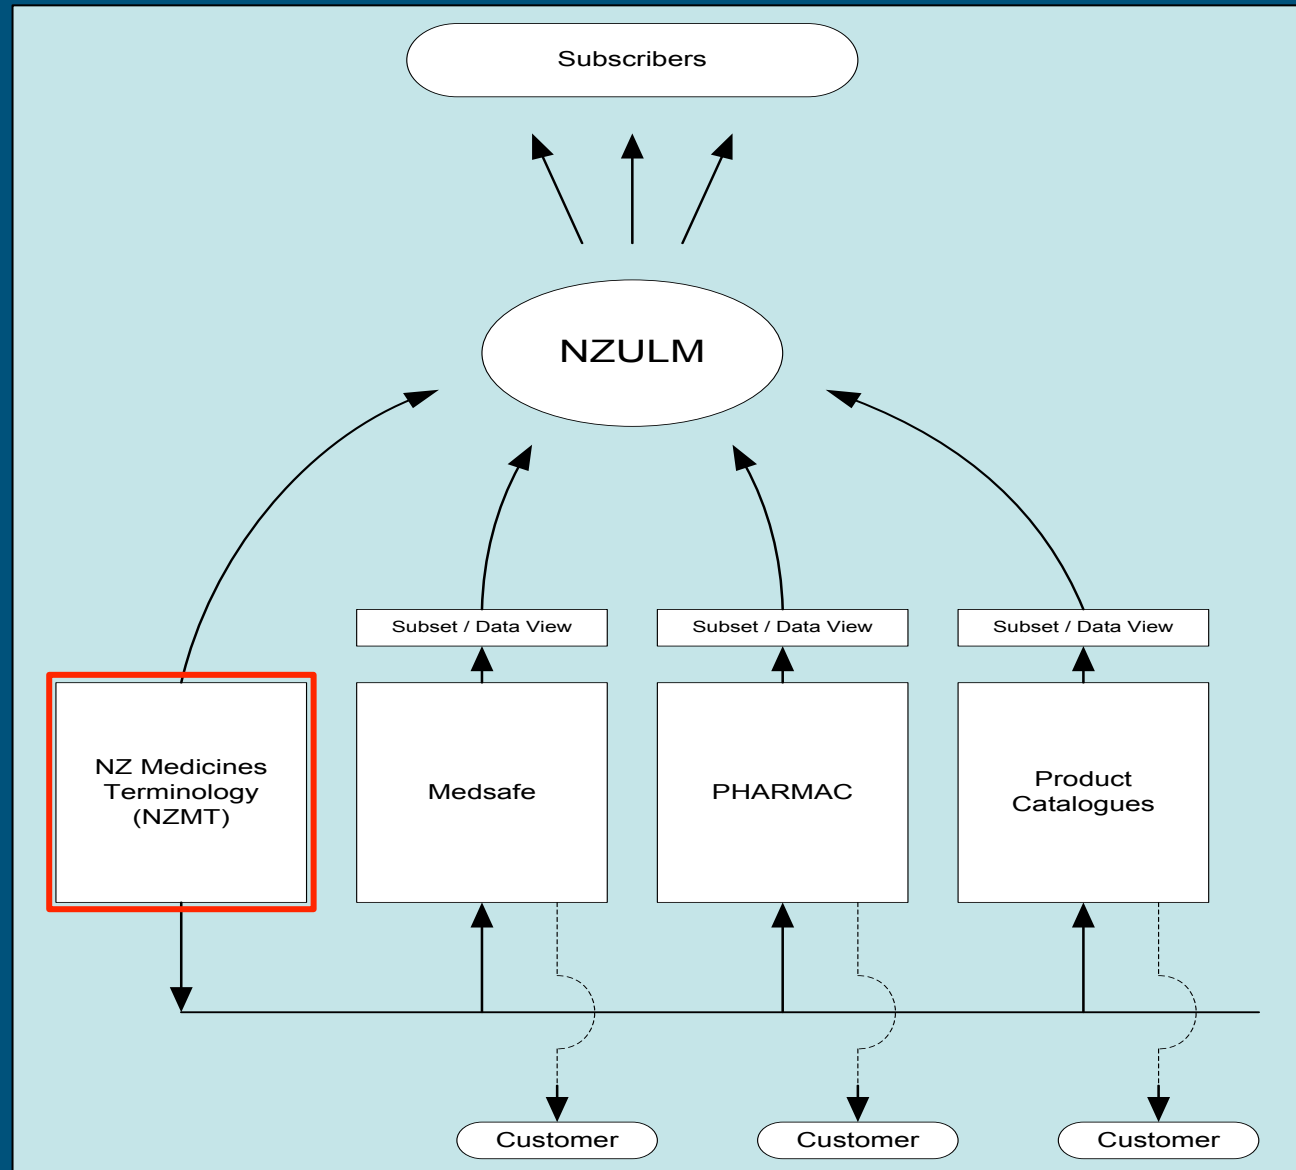 Subscribers
NZULM
Subset / Data View
Subset / Data View
Subset / Data View
NZ Medicines
Terminology
(NZMT)
Medsafe
PHARMAC
Product
Catalogues
Customer
Customer
Customer